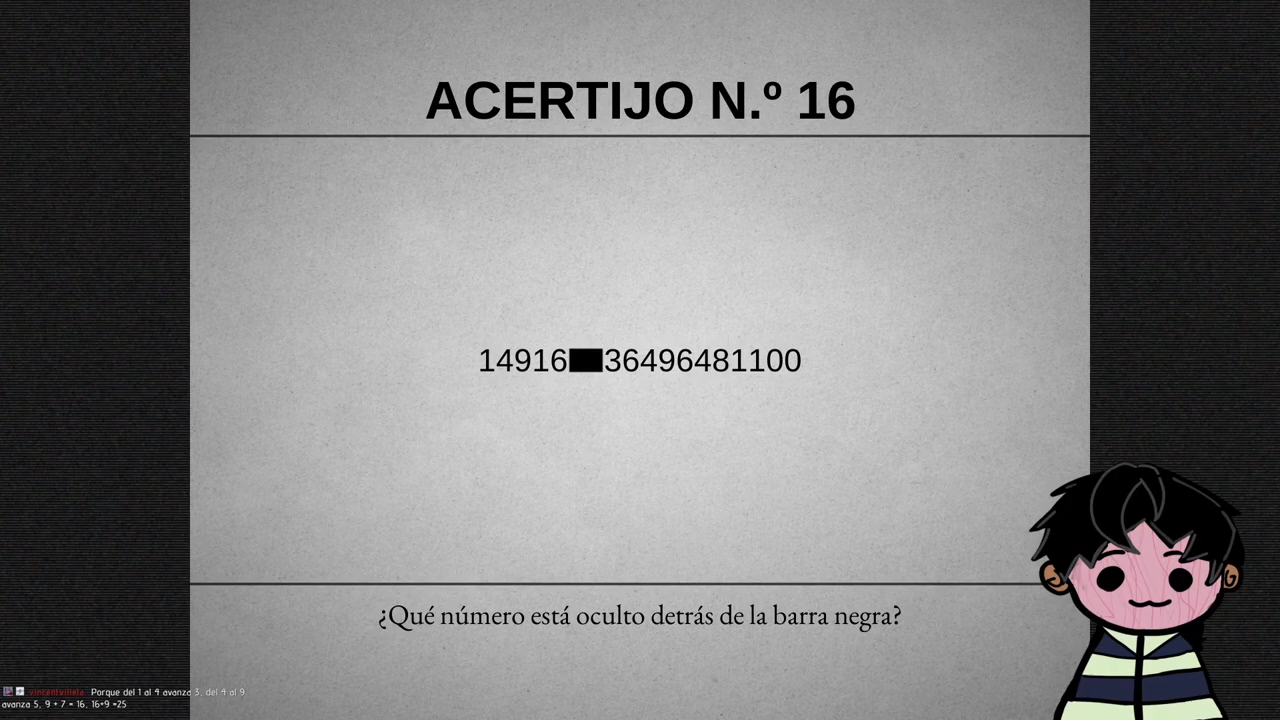 ACERTIJO N.º 16
14916
36496481100
¿Qué número está oculto detrás de la barra negra?
vincentviliela Porque del 1 al 4 avanza 3, del 4 al 9
avanza 5, 9 + 7 = 16, 16+9 =25